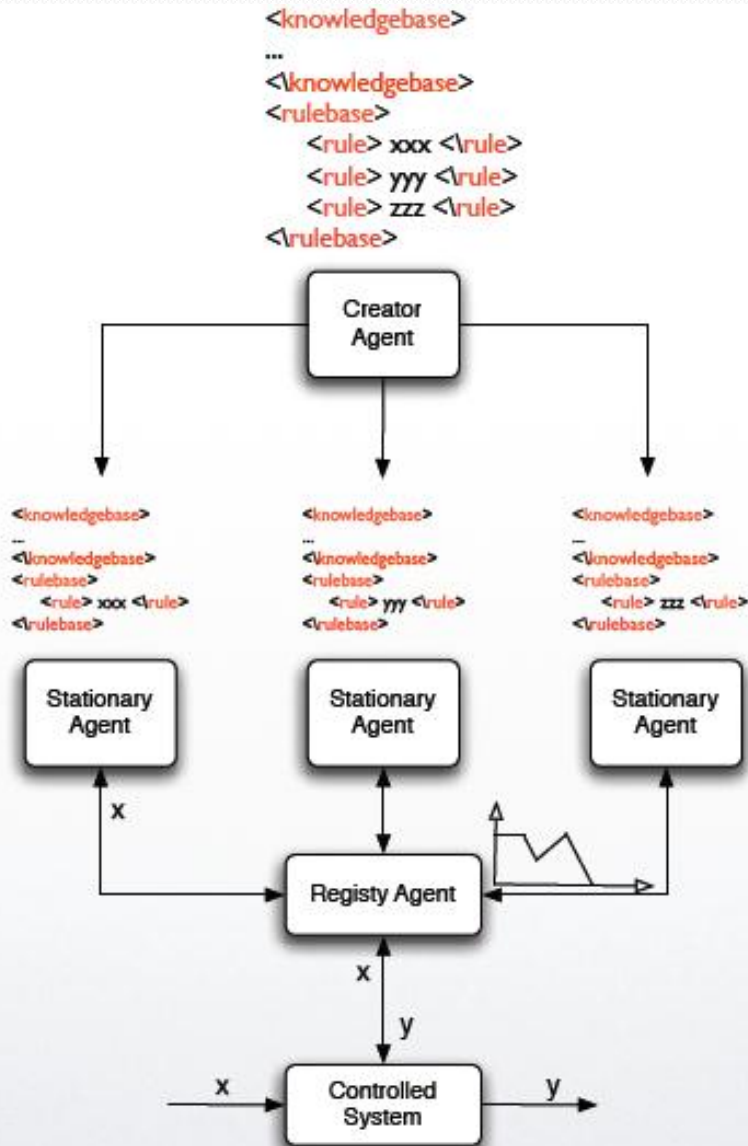 <knowledgebase>
...
<\knowledgebase>
<rulebase>
<rule> xxx <\rule>
<rule> yyy <\rule>
<rule> zzz <\rule>
<\rulebase>
Creator
Agent
<knowledgebase>
...
<\knowledgebase>
<rulebase>
<rule> xxx <\rule>
<\rulebase>
<knowledgebase>
...
<\knowledgebase>
<rulebase>
<rule> yyy <\rule>
<\rulebase>
<knowledgebase>
...
<\knowledgebase>
<rulebase>
<rule> zzz <\rule>
<\rulebase>
Stationary
Agent
Stationary
Agent
Stationary
Agent
x
Registy Agent
x
y
x
Controlled
System
y